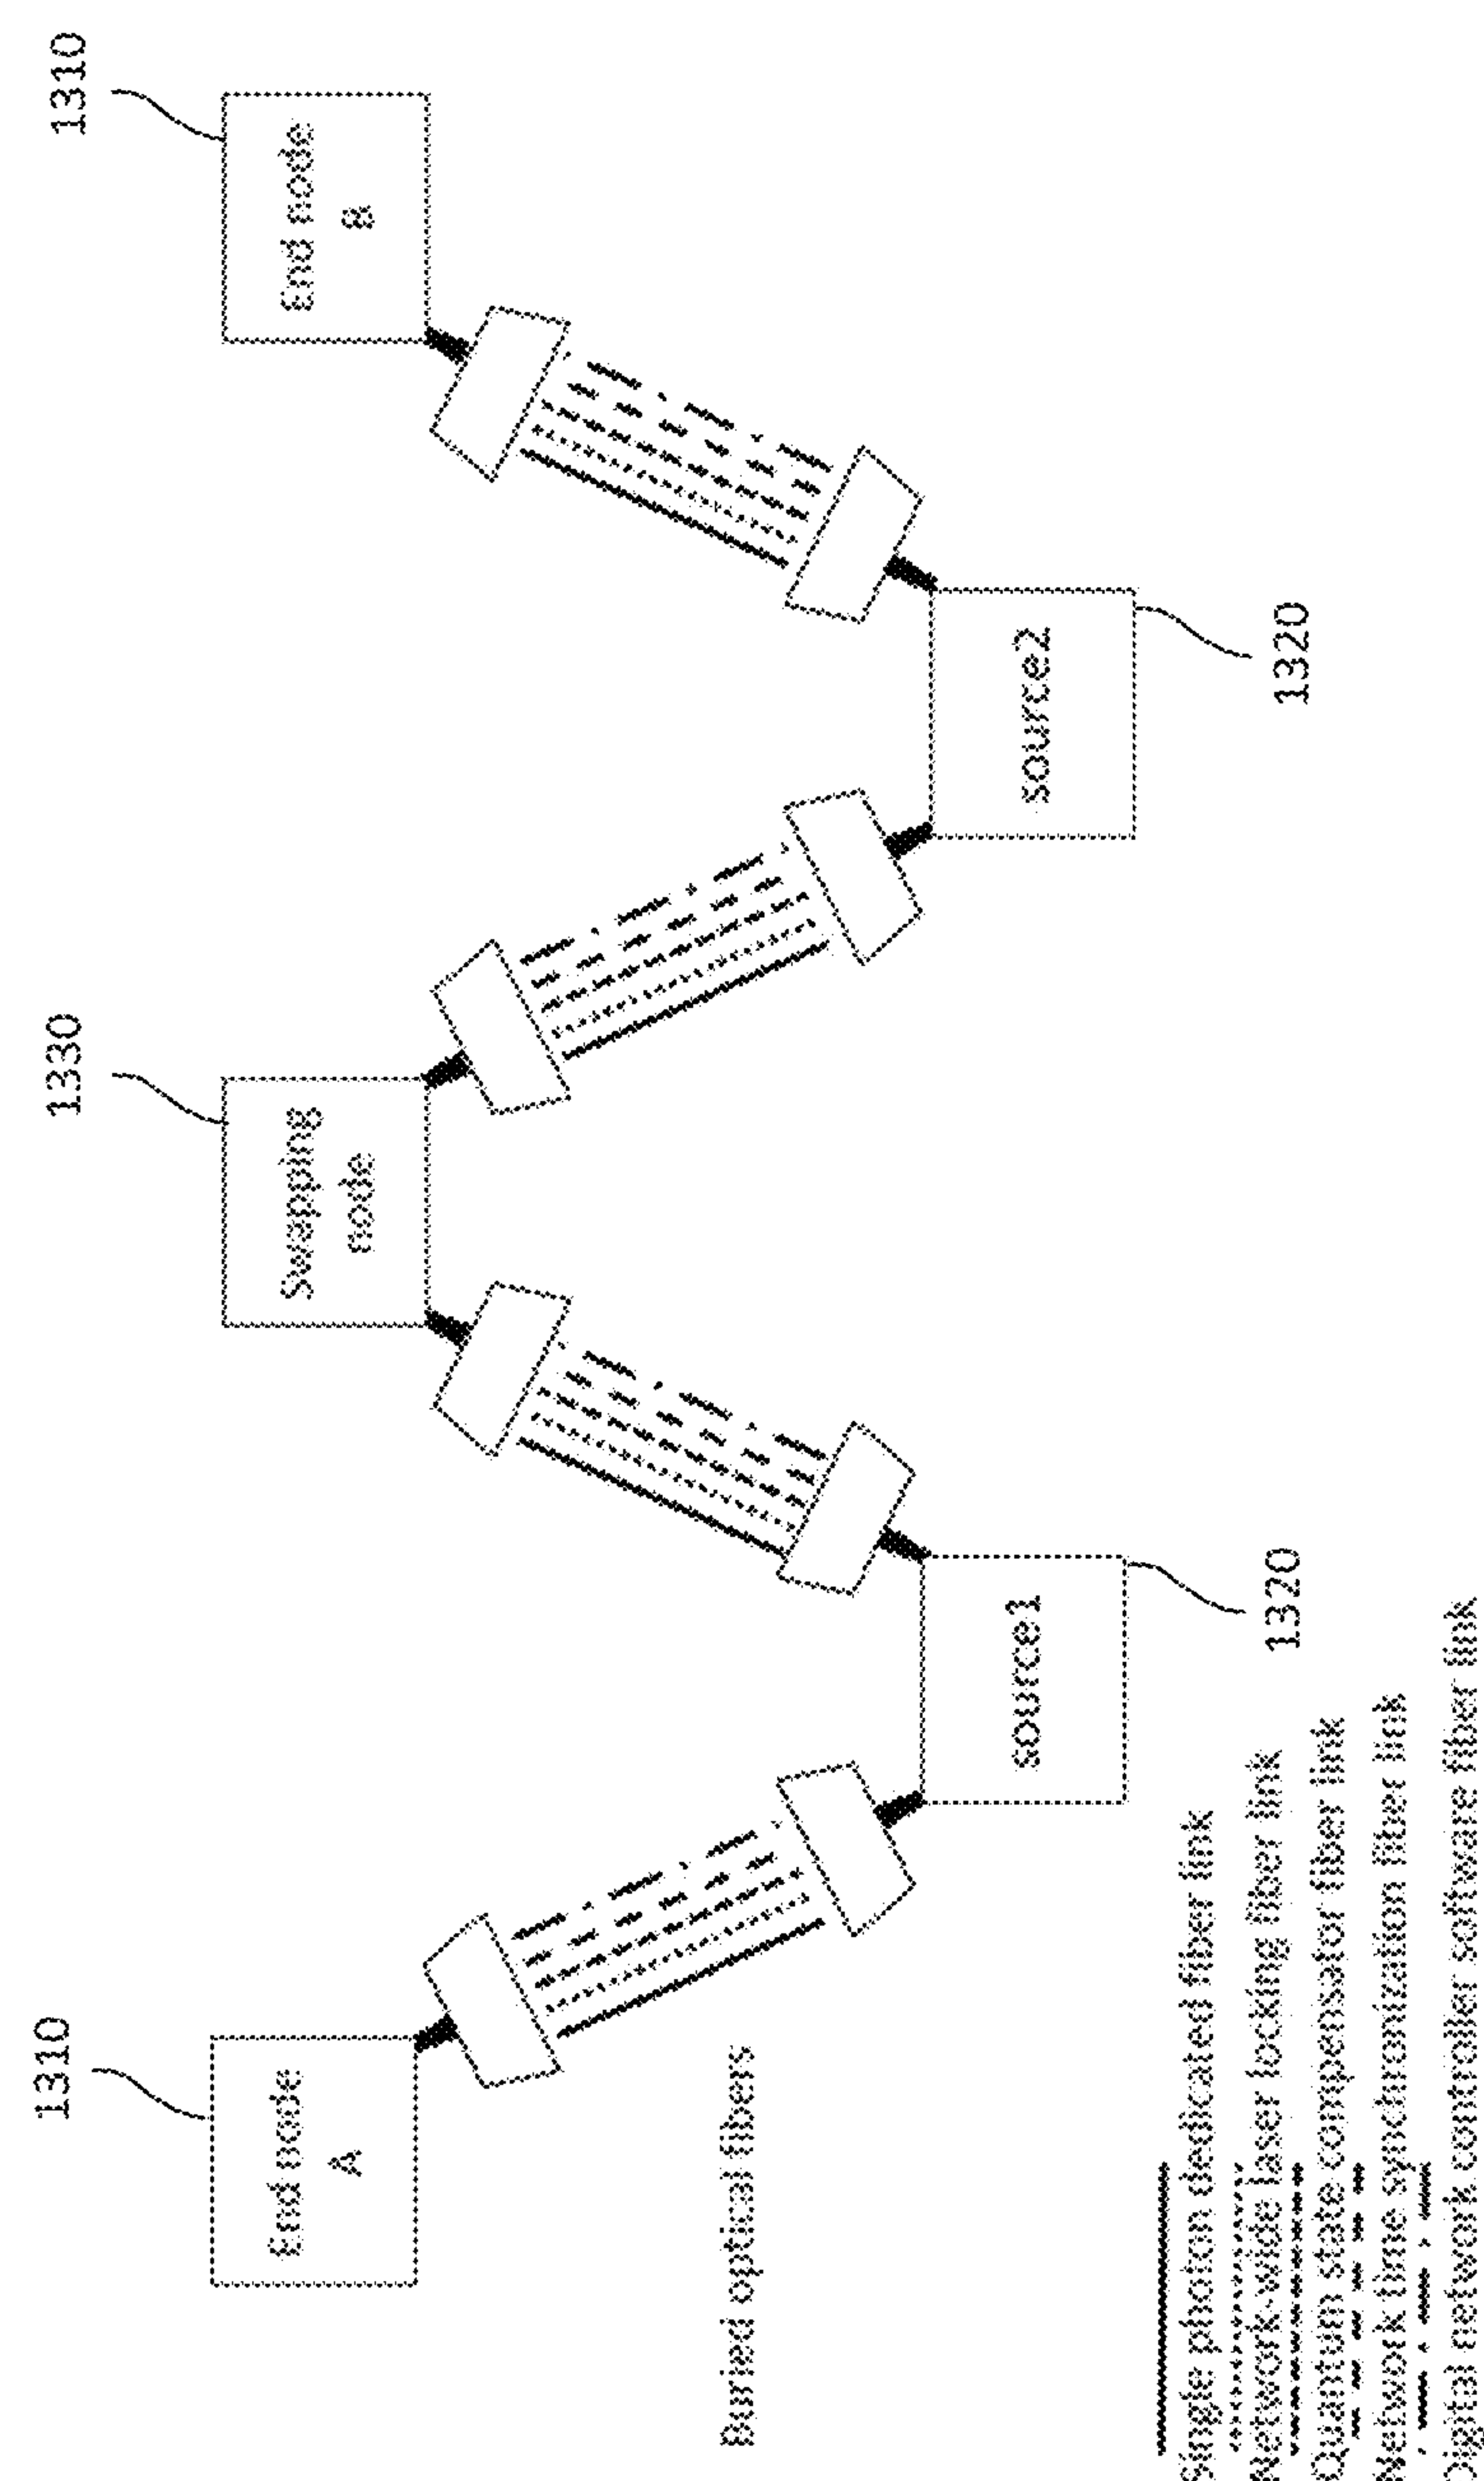 1310
1330
1310
End node
A
Swapping
node
End node
B
Buried optical fibers
source1
source2
1320
1320
Single photon dedicated fiber link
Network-wide laser locking fiber link
Quantum state compensator fiber link
Network time synchronization fiber link
Digital network controller software fiber link